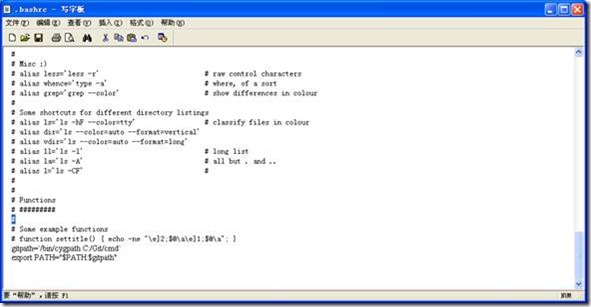 .bashrc - 写字板
文件(F) 编辑(E) 查看(V) 插入(I) 格式(O) 帮助(H)
#
# Misc :)
# alias less='less -r' # raw control characters
# alias whence='type -a' # where, of a sort
# alias grep='grep --color' # show differences in colour
#
# Some shortcuts for different directory listings
# alias ls='ls -hF --color=tty' # classify files in colour
# alias dir='ls --color=auto --format=vertical'
# alias vdir='ls --color=auto --format=long'
# alias ll='ls -l' # long list
# alias la='ls -A' # all but . and ..
# alias l='ls -CF' #
#
#
# Functions
# #########
#
# Some example functions
# function settitle() { echo -ne "\e]2;$@\a\e]1;$@\a"; }
gitpath=`/bin/cygpath C:/Git/cmd`
export PATH="$PATH:$gitpath"
要“帮助”,请按 F1
NUM